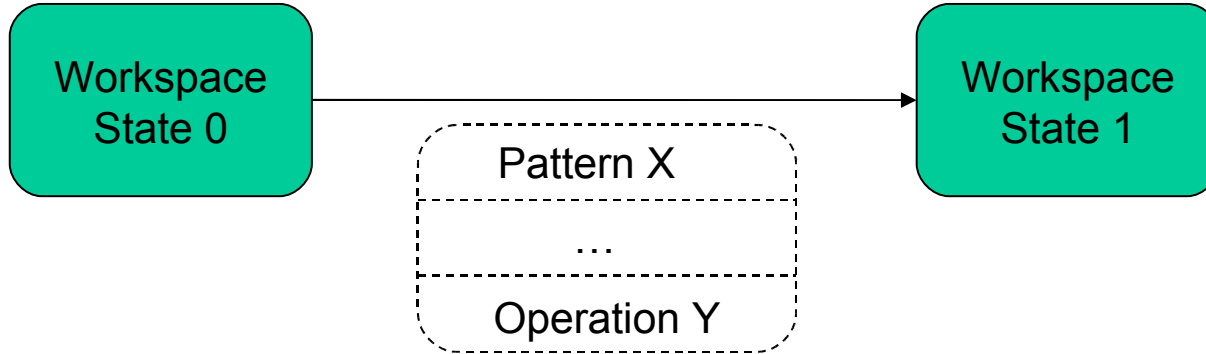 Workspace
State 0
Workspace
State 1
Pattern X
...
Operation Y